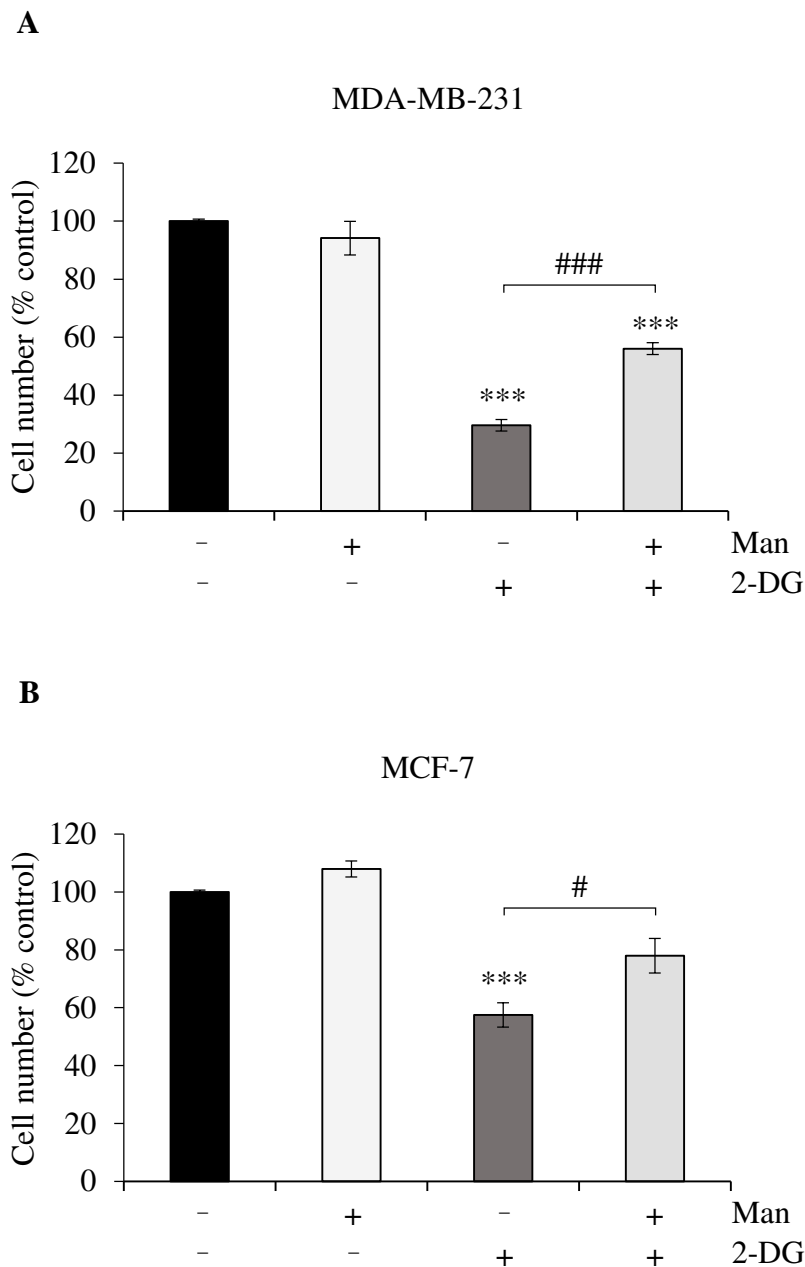 A
MDA-MB-231
Cell number (% control)
120
100
80
60
40
20
0
###
***
***
– + – + Man
– – + + 2-DG
B
MCF-7
Cell number (% control)
120
100
80
60
40
20
0
#
***
– + – + Man
– – + + 2-DG